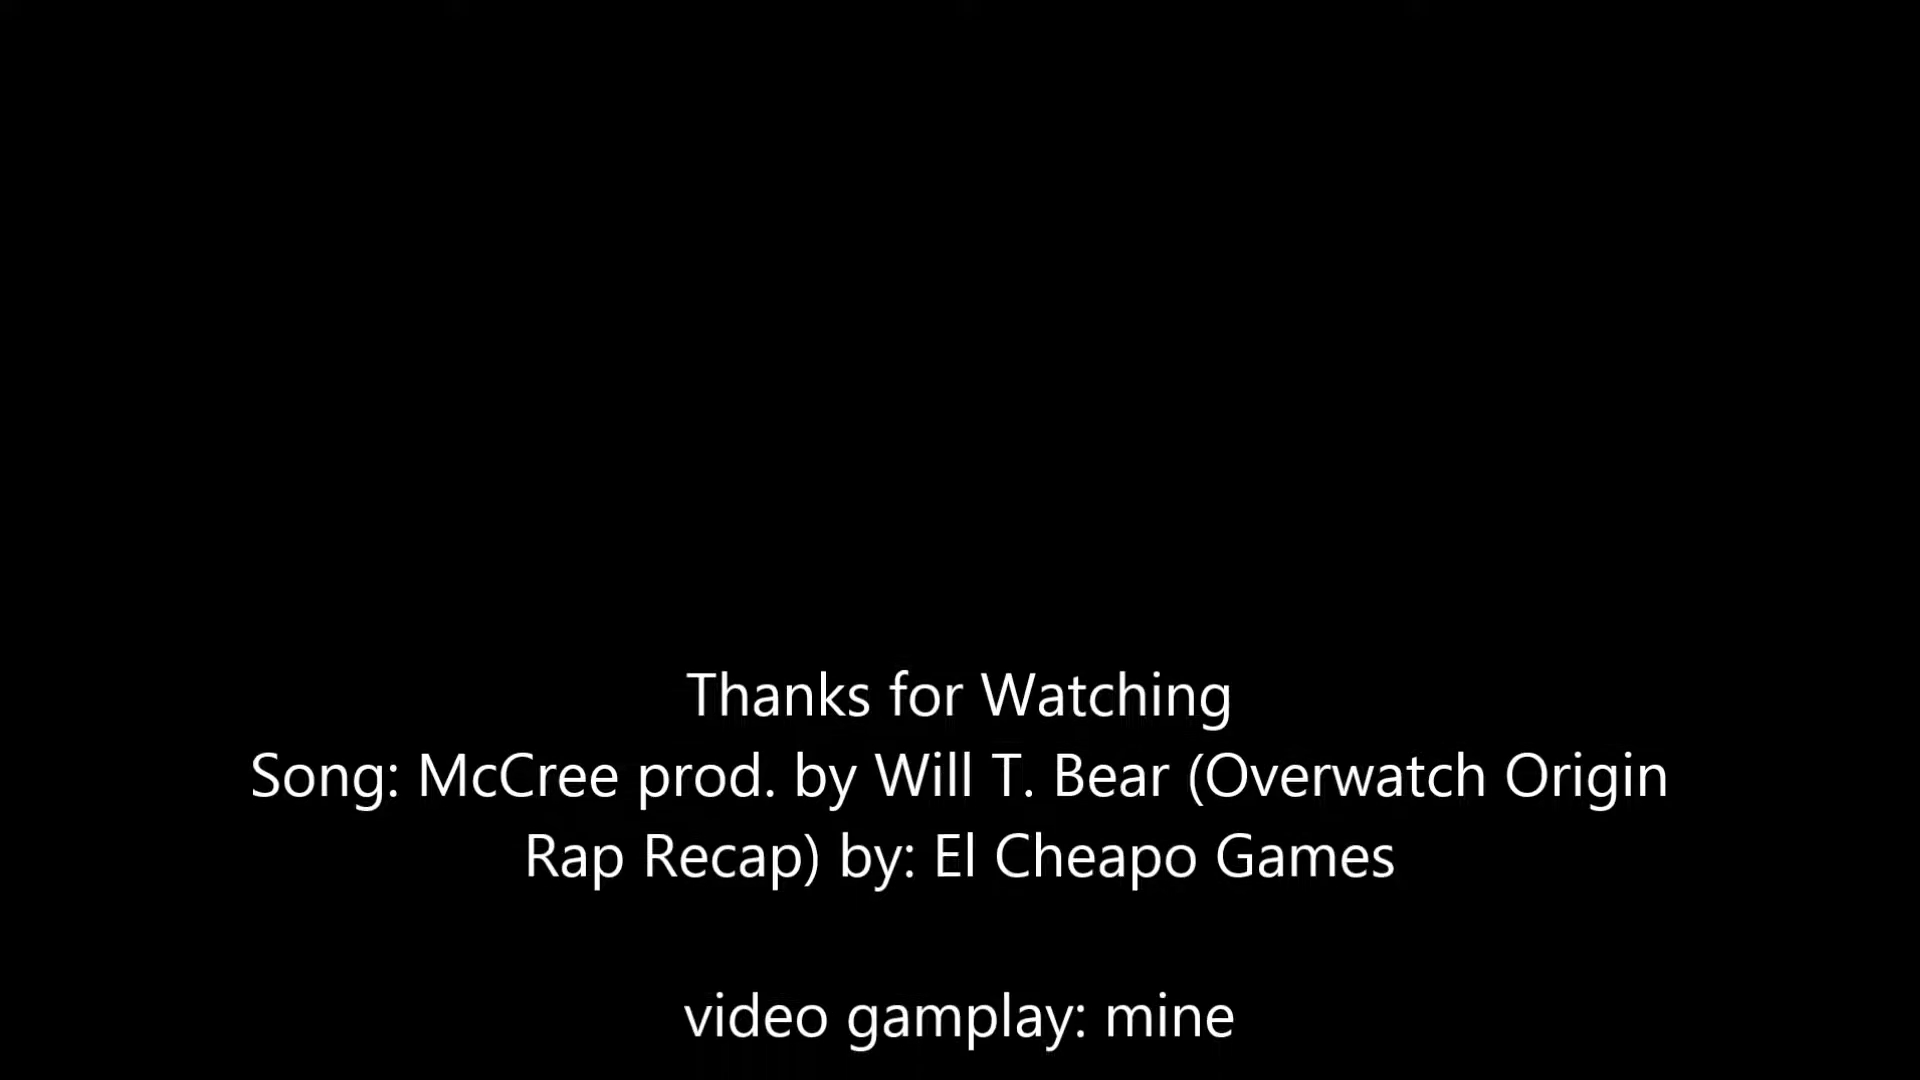 Thanks for Watching
Song: McCree prod. by Will T. Bear (Overwatch Origin
Rap Recap) by: El Cheapo Games
video gamplay: mine